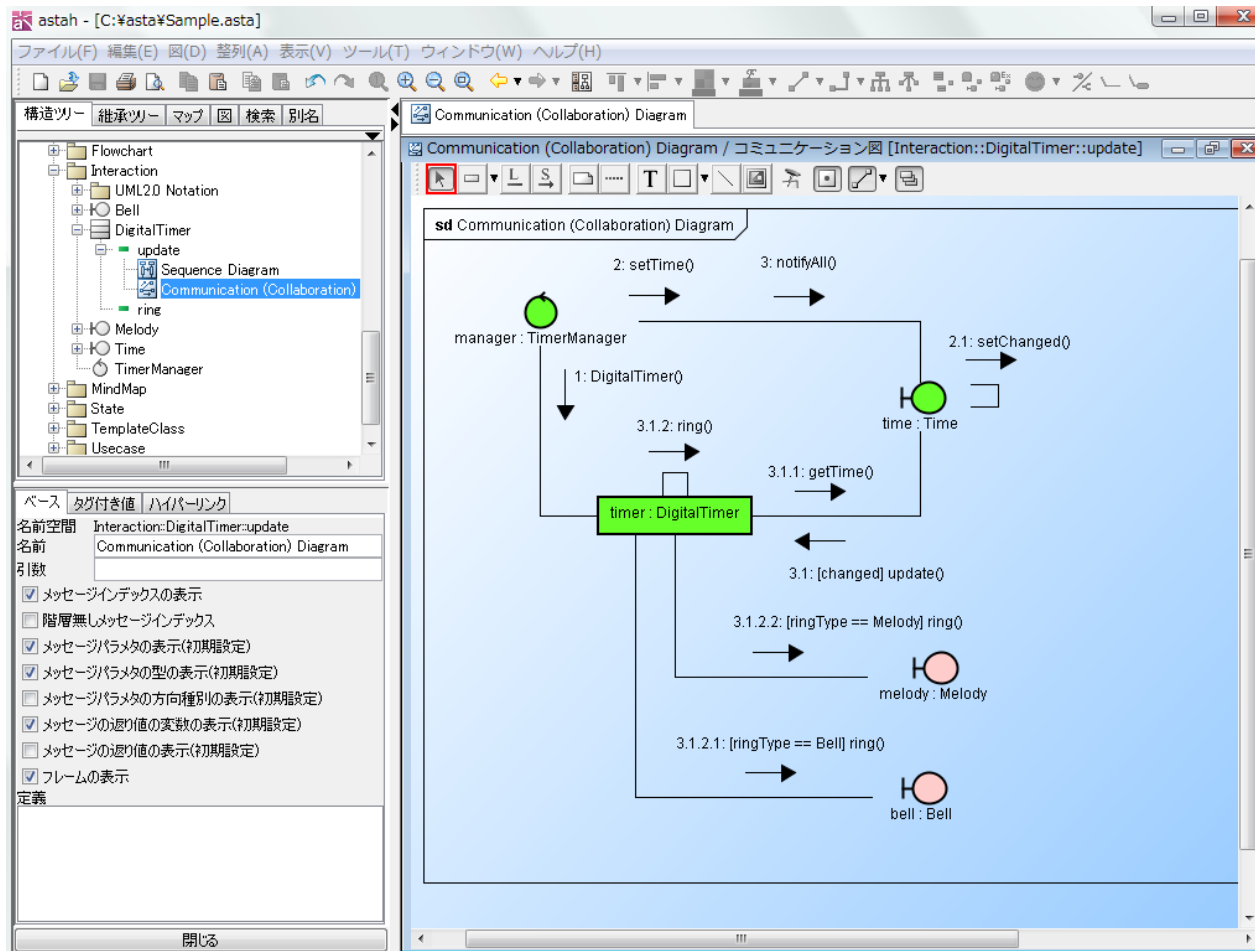 astah - [C:¥asta¥Sample.asta]
ファイル(F) 編集(E) 図(D) 整列(A) 表示(V) ツール(T) ウィンドウ(W) ヘルプ(H)
構造ツリー 継承ツリー マップ 図 検索 別名
Flowchart
Interaction
UML2.0 Notation
Bell
DigitalTimer
update
Sequence Diagram
Communication (Collaboration)
ring
Melody
Time
TimerManager
MindMap
State
TemplateClass
Usecase
ベース タグ付き値 ハイパーリンク
名前空間 Interaction::DigitalTimer::update
名前 Communication (Collaboration) Diagram
引数
メッセージインデックスの表示
階層無しメッセージインデックス
メッセージパラメタの表示(初期設定)
メッセージパラメタの型の表示(初期設定)
メッセージパラメタの方向種別の表示(初期設定)
メッセージの返り値の変数の表示(初期設定)
メッセージの返り値の表示(初期設定)
フレームの表示
定義
閉じる
Communication (Collaboration) Diagram
Communication (Collaboration) Diagram / コミュニケーション図 [Interaction::DigitalTimer::update]
L S T
sd Communication (Collaboration) Diagram
2: setTime() 3: notifyAll()
manager : TimerManager
2.1: setChanged()
1: DigitalTimer()
time : Time
3.1.2: ring()
3.1.1: getTime()
timer : DigitalTimer
3.1: [changed] update()
3.1.2.2: [ringType == Melody] ring()
melody : Melody
3.1.2.1: [ringType == Bell] ring()
bell : Bell